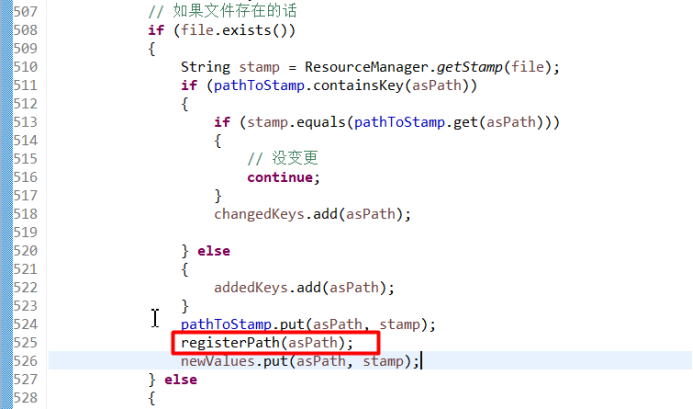 507 // 如果文件存在的话
508 if (file.exists())
509 {
510 String stamp = ResourceManager.getStamp(file);
511 if (pathToStamp.containsKey(asPath))
512 {
513 if (stamp.equals(pathToStamp.get(asPath)))
514 {
515 // 没变更
516 continue;
517 }
518 changedKeys.add(asPath);
519
520 } else
521 {
522 addedKeys.add(asPath);
523 }
524 pathToStamp.put(asPath, stamp);
525 registerPath(asPath);
526 newValues.put(asPath, stamp);
527 } else
528 {